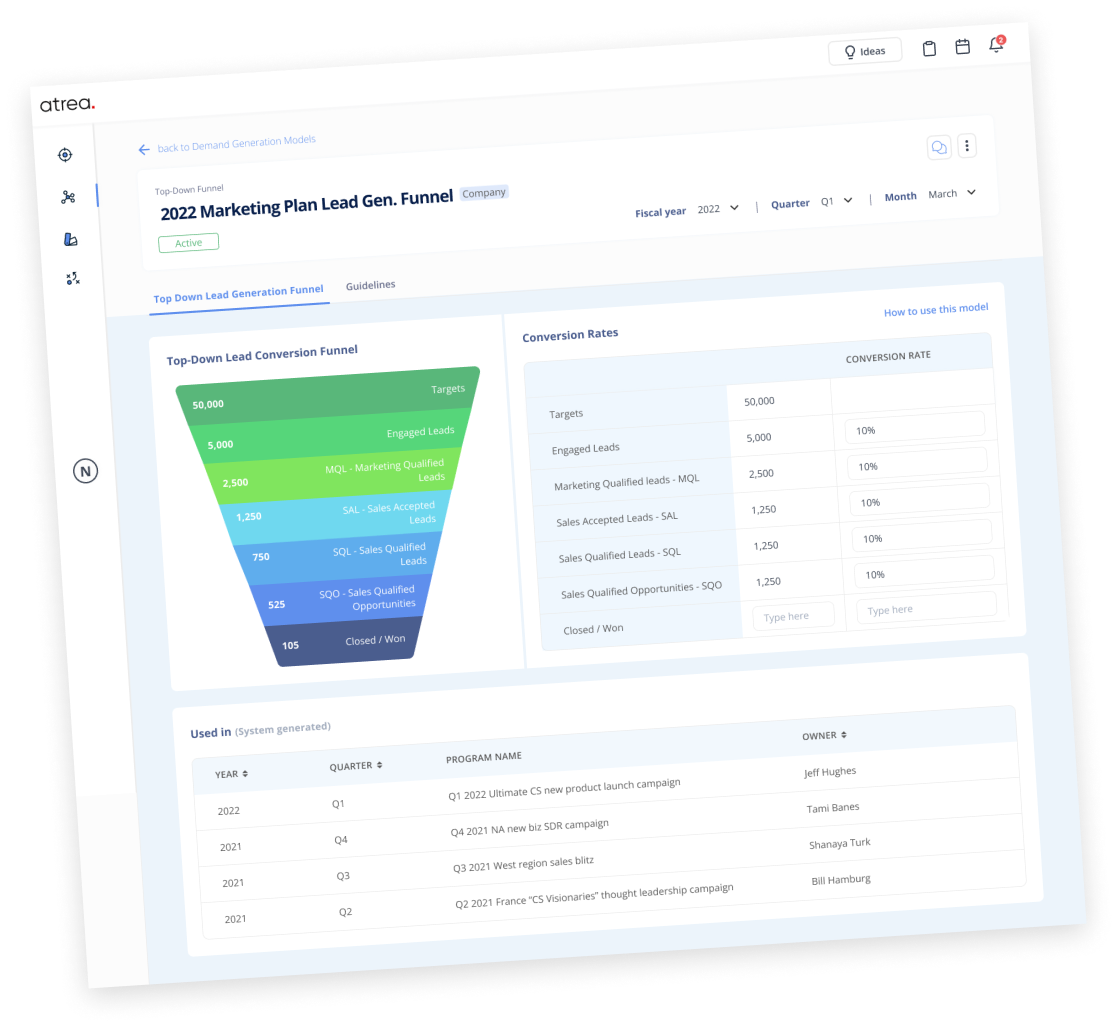 atrea.
Ideas
2
back to Demand Generation Models
Top-Down Funnel
2022 Marketing Plan Lead Gen. Funnel Company
Active
Fiscal year 2022 | Quarter Q1 | Month March
Top Down Lead Generation Funnel Guidelines
N
Top-Down Lead Conversion Funnel
50,000 Targets
5,000 Engaged Leads
2,500 MQL - Marketing Qualified
Leads
1,250 SAL - Sales Accepted
Leads
750 SQL - Sales Qualified
Leads
525 SQO - Sales Qualified
Opportunities
105 Closed / Won
Conversion Rates
How to use this model
CONVERSION RATE
Targets 50,000
Engaged Leads 5,000 10%
Marketing Qualified leads - MQL 2,500 10%
Sales Accepted Leads - SAL 1,250 10%
Sales Qualified Leads - SQL 1,250 10%
Sales Qualified Opportunities - SQO 1,250 10%
Closed / Won Type here Type here
Used in (System generated)
YEAR QUARTER PROGRAM NAME OWNER
2022 Q1 Q1 2022 Ultimate CS new product launch campaign Jeff Hughes
2021 Q4 Q4 2021 NA new biz SDR campaign Tami Banes
2021 Q3 Q3 2021 West region sales blitz Shanaya Turk
2021 Q2 Q2 2021 France “CS Visionaries” thought leadership campaign Bill Hamburg